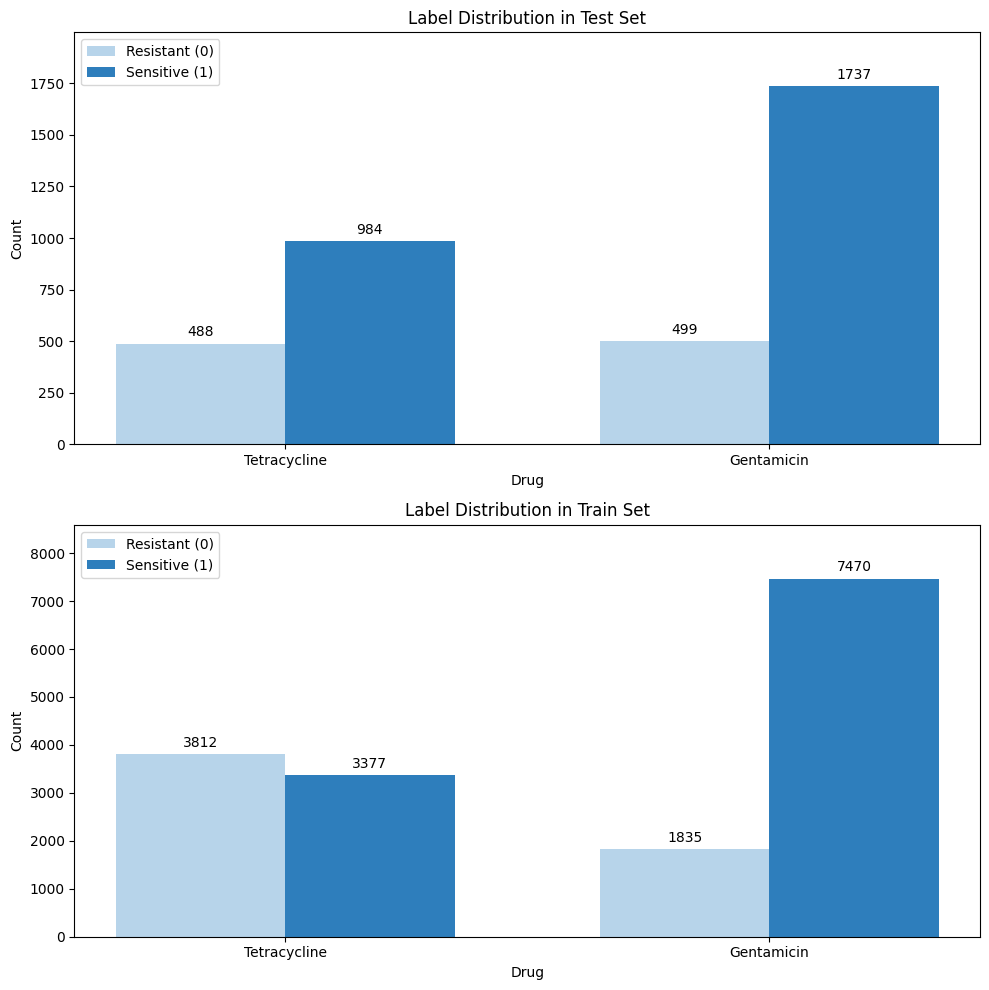 Label Distribution in Test Set
Resistant (0)
Sensitive (1)
Count
1750
1500
1250
1000
750
500
250
0
488
984
499
1737
Tetracycline
Gentamicin
Drug
Label Distribution in Train Set
Resistant (0)
Sensitive (1)
Count
8000
7000
6000
5000
4000
3000
2000
1000
0
3812
3377
1835
7470
Tetracycline
Gentamicin
Drug